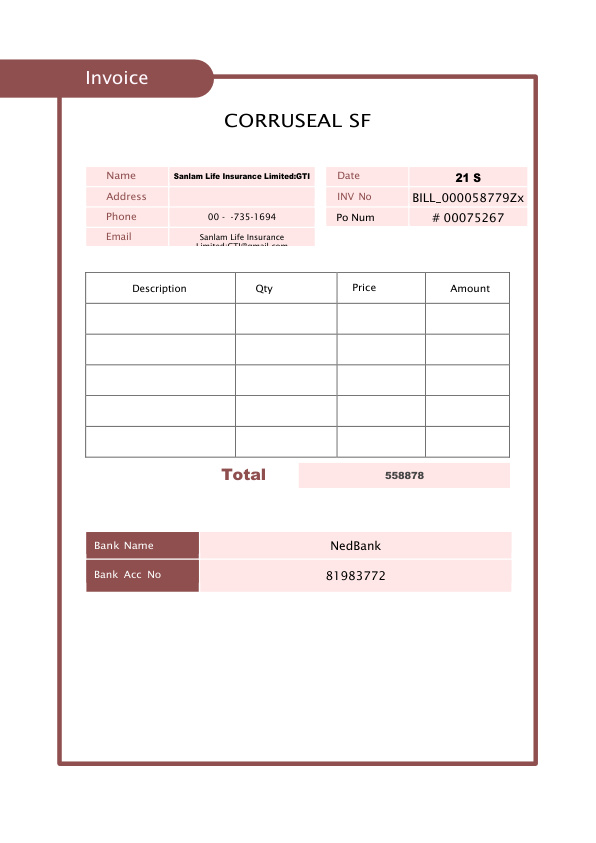 Invoice
CORRUSEAL SF
Name Sanlam Life Insurance Limited:GTI
Address
Phone 00 - -735-1694
Email Sanlam Life Insurance
Limited:GTI@gmail.com
Date 21 S
INV No BILL_000058779Zx
Po Num # 00075267
Description Qty Price Amount
Total 558878
Bank Name NedBank
Bank Acc No 81983772